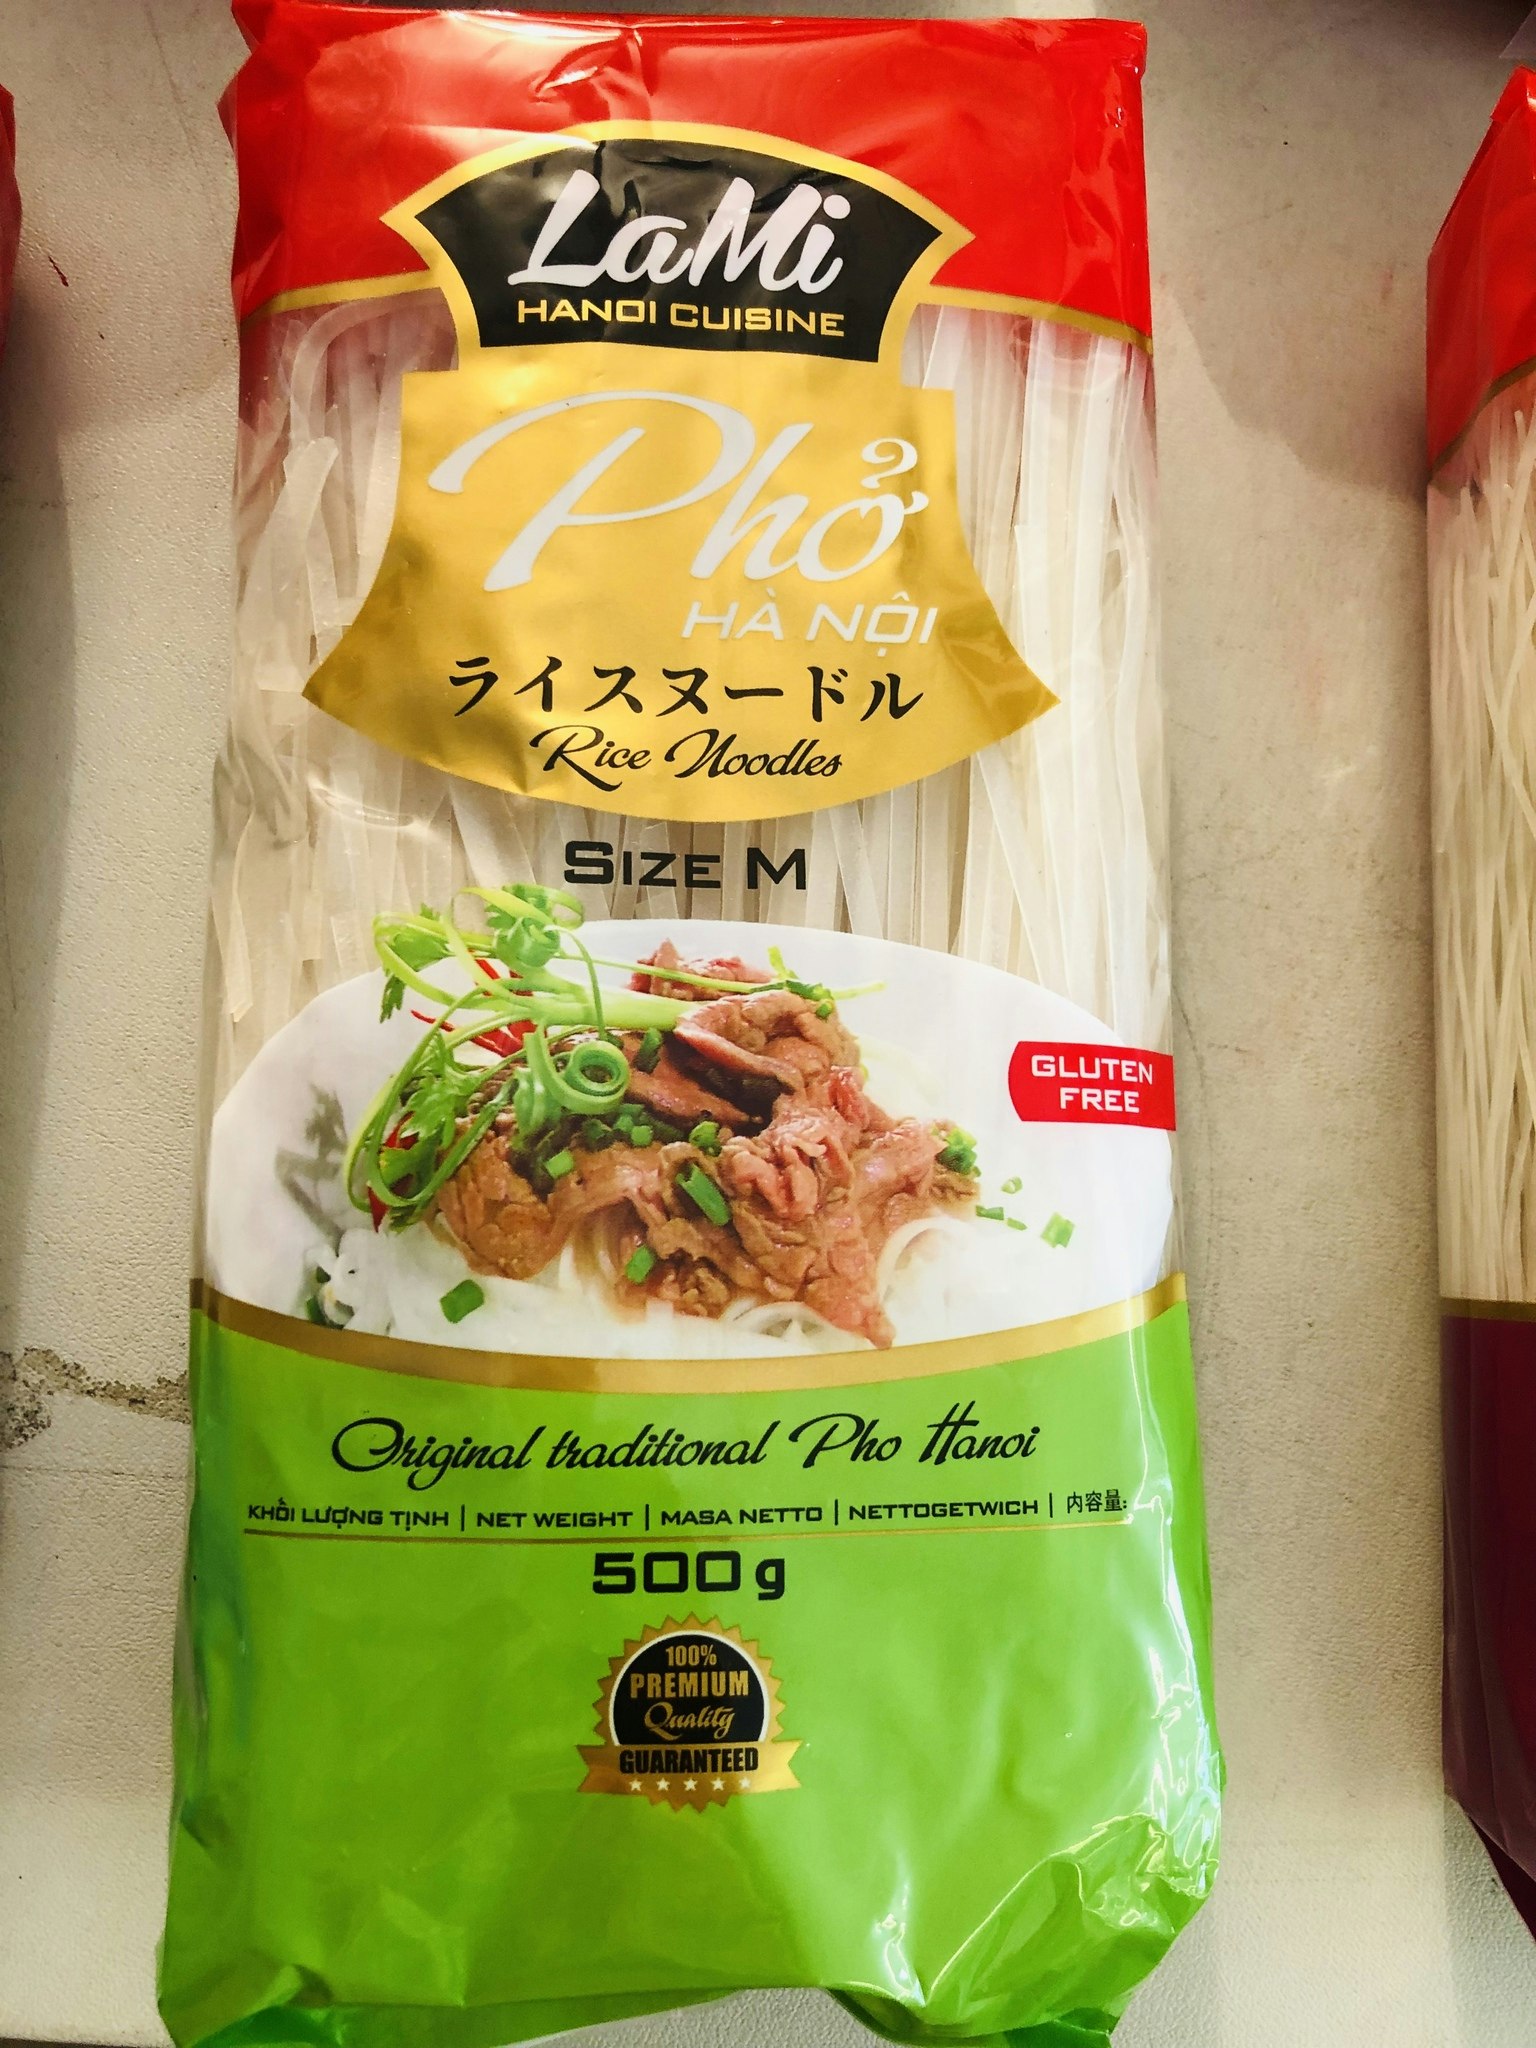 LaMi
HANOI CUISINE
Phở
HÀ NỘI
ライスヌードル
Rice Noodles
SIZE M
GLUTEN
FREE
Original traditional Pho Hanoi
KHỐI LƯỢNG TỊNH | NET WEIGHT | MASA NETTO | NETTOGETWICH | 内容量:
500 g
100%
PREMIUM
Quality
GUARANTEED